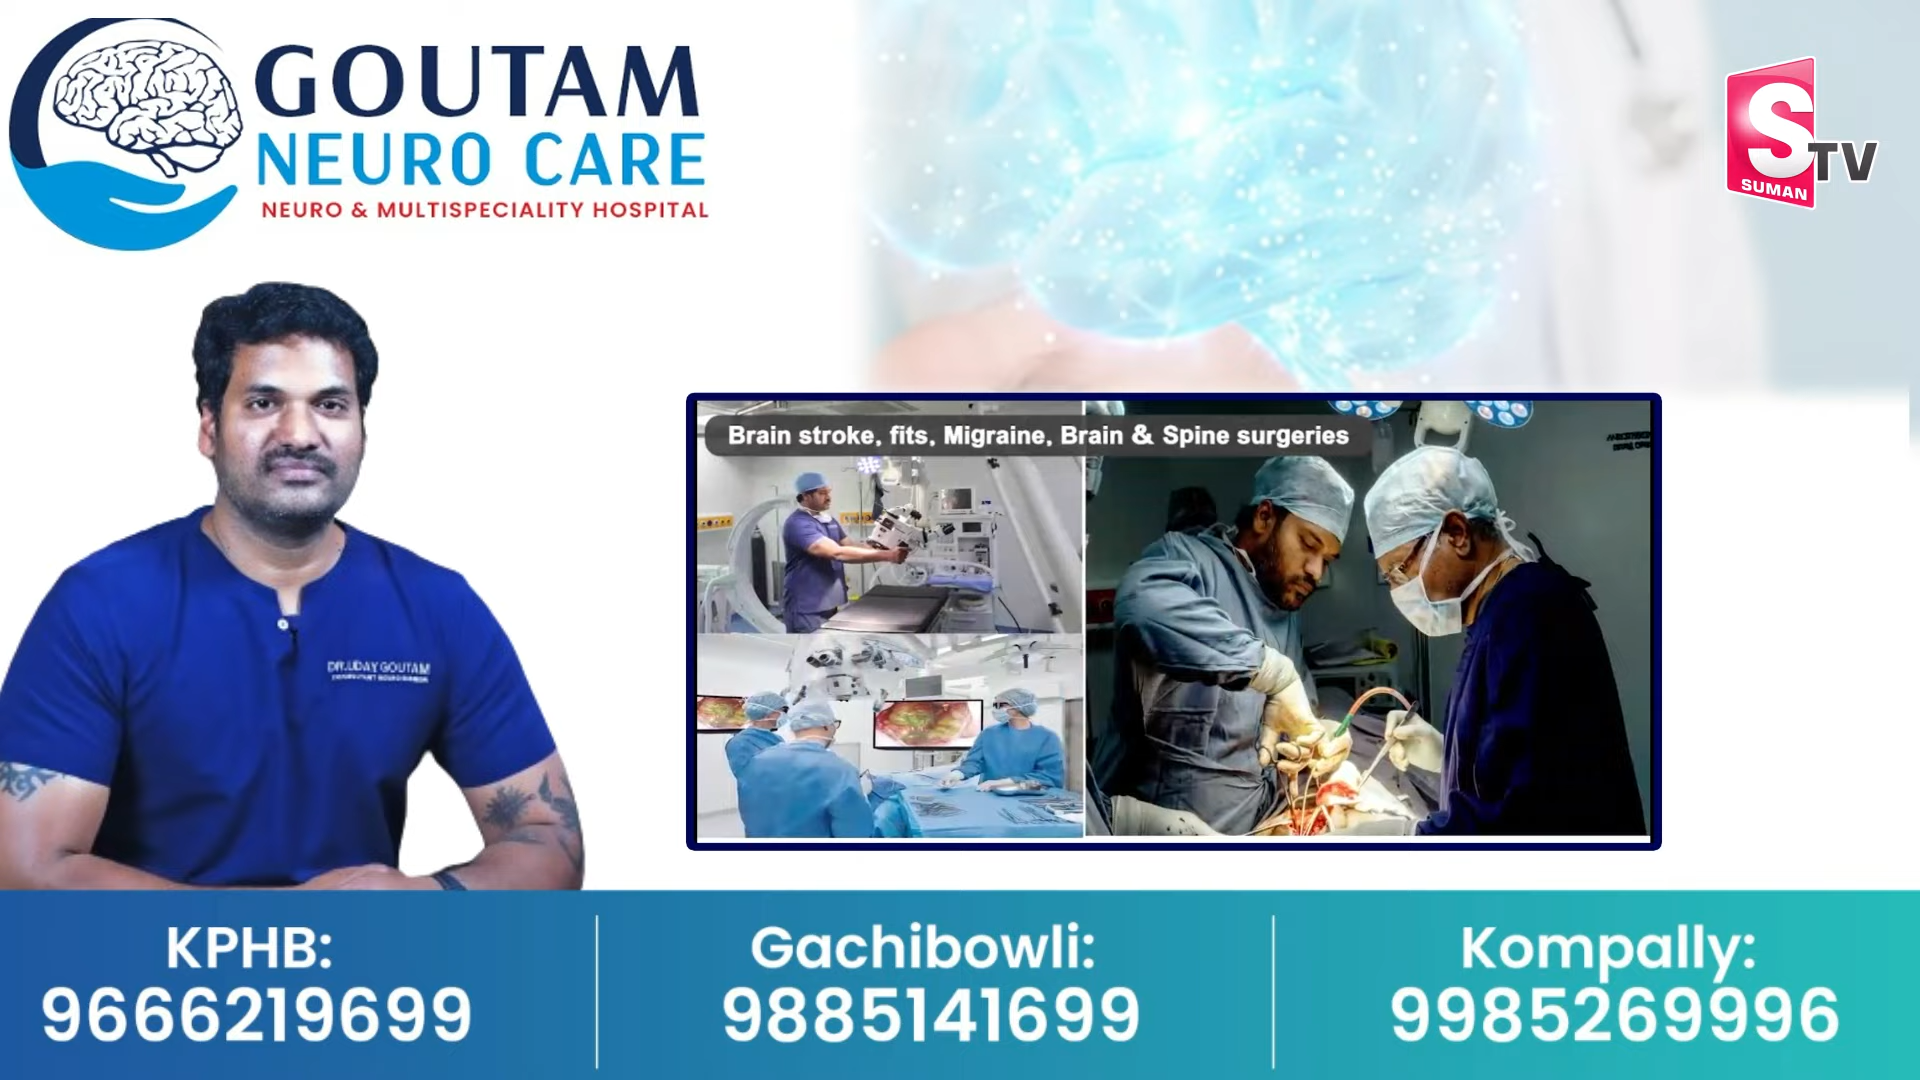 GOUTAM
NEURO CARE
NEURO & MULTISPECIALITY HOSPITAL
S
TV
SUMAN
Brain stroke, fits, Migraine, Brain & Spine surgeries
DR.UDAY GOUTAM
KPHB:
9666219699
Gachibowli:
9885141699
Kompally:
9985269996